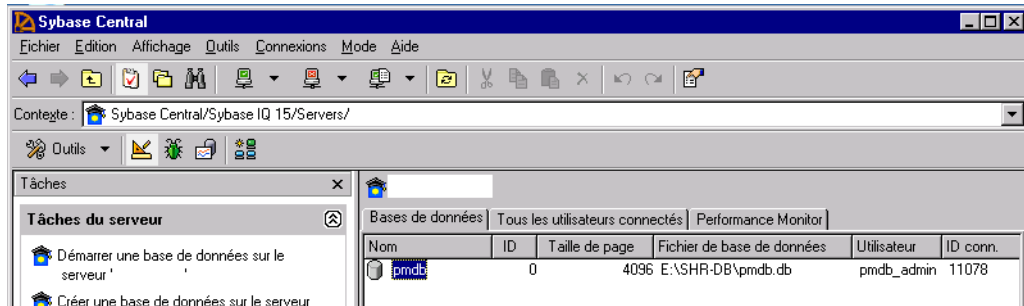 Sybase Central
Fichier Edition Affichage Outils Connexions Mode Aide
Contexte : Sybase Central/Sybase IQ 15/Servers/
Outils
Tâches
Tâches du serveur
Démarrer une base de données sur le
serveur ' '
Créer une base de données sur le serveur
Bases de données Tous les utilisateurs connectés Performance Monitor
Nom ID Taille de page Fichier de base de données Utilisateur ID conn.
pmdb 0 4096 E:\SHR-DB\pmdb.db pmdb_admin 11078